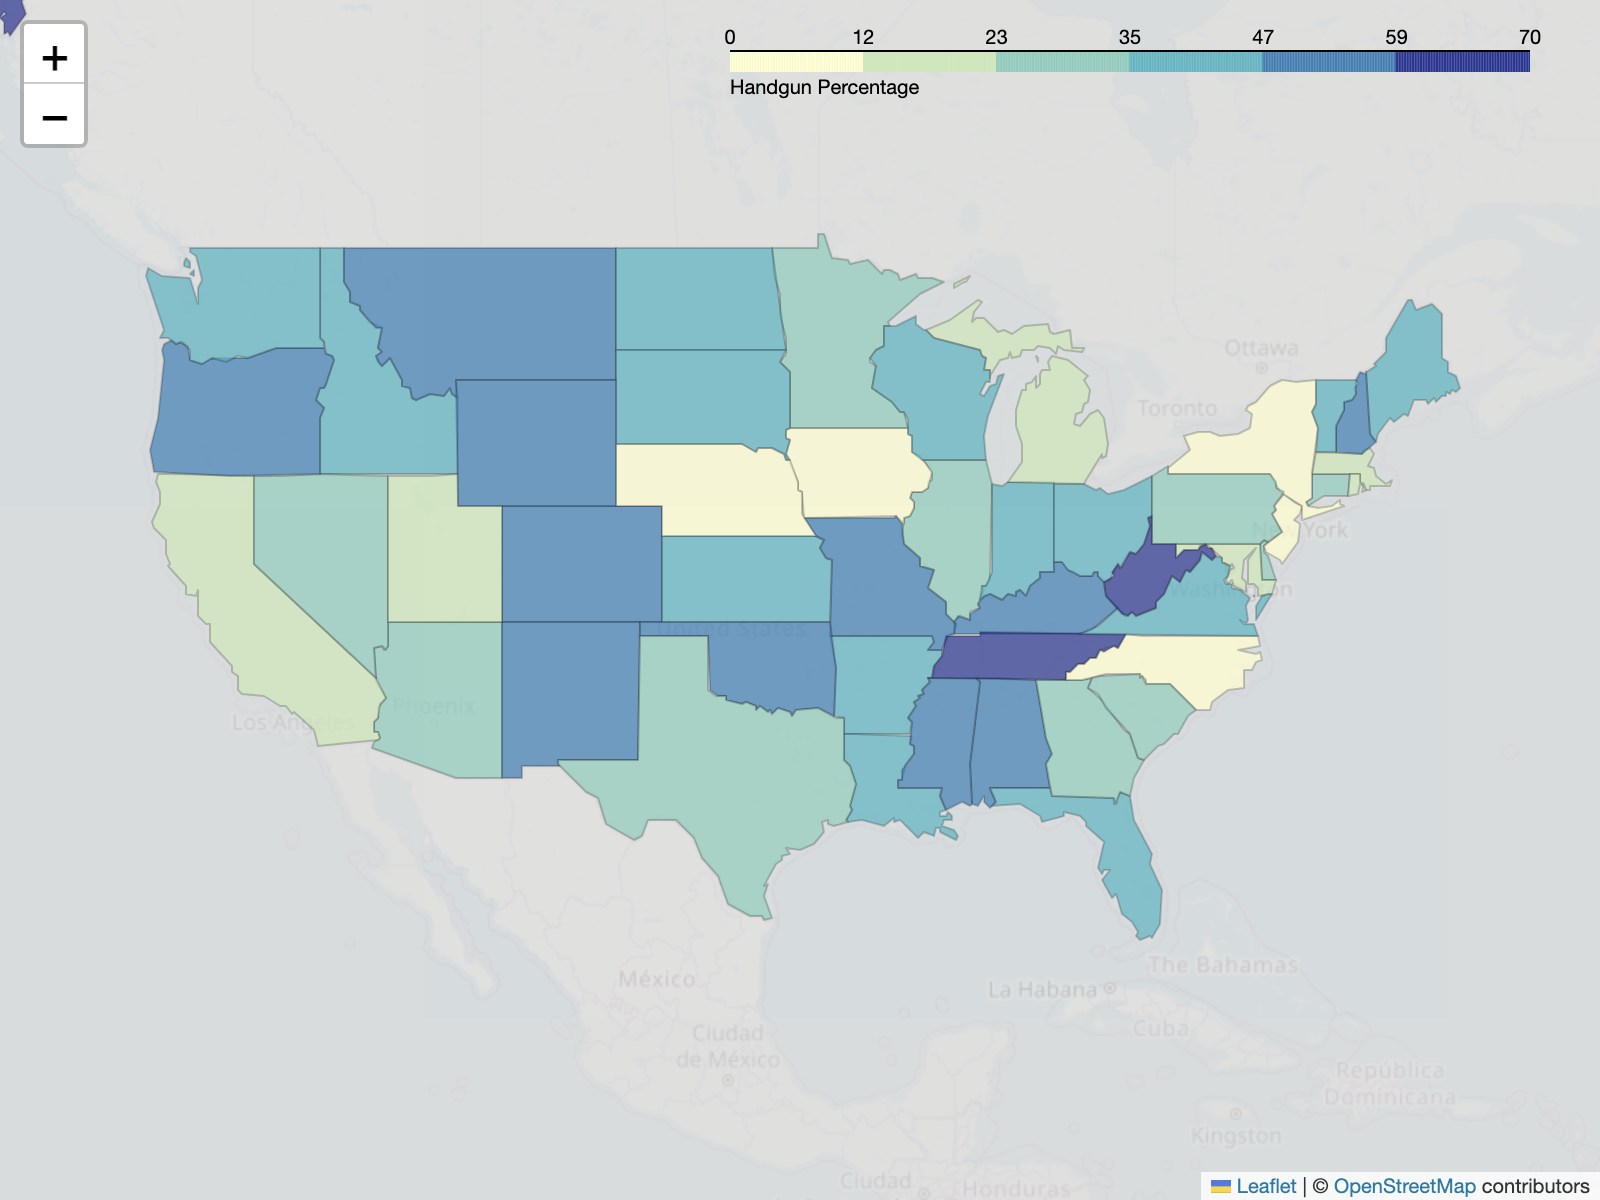 +
−
0 12 23 35 47 59 70
Handgun Percentage
Ottawa
Toronto
New York
Washington
United States
Phoenix
Los Angeles
México
La Habana
The Bahamas
Cuba
Ciudad
de México
República
Dominicana
Kingston
Ciudad
Honduras
Leaflet | © OpenStreetMap contributors